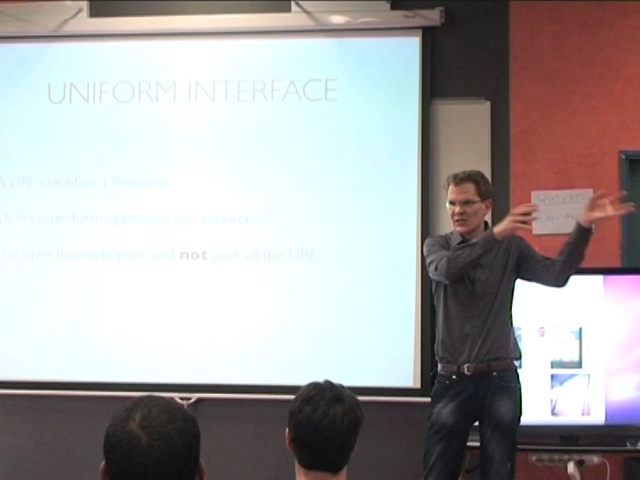 UNIFORM INTERFACE
A URL identifies a Resource
Methods perform operations on resources
The operation is implicit and not part of the URL